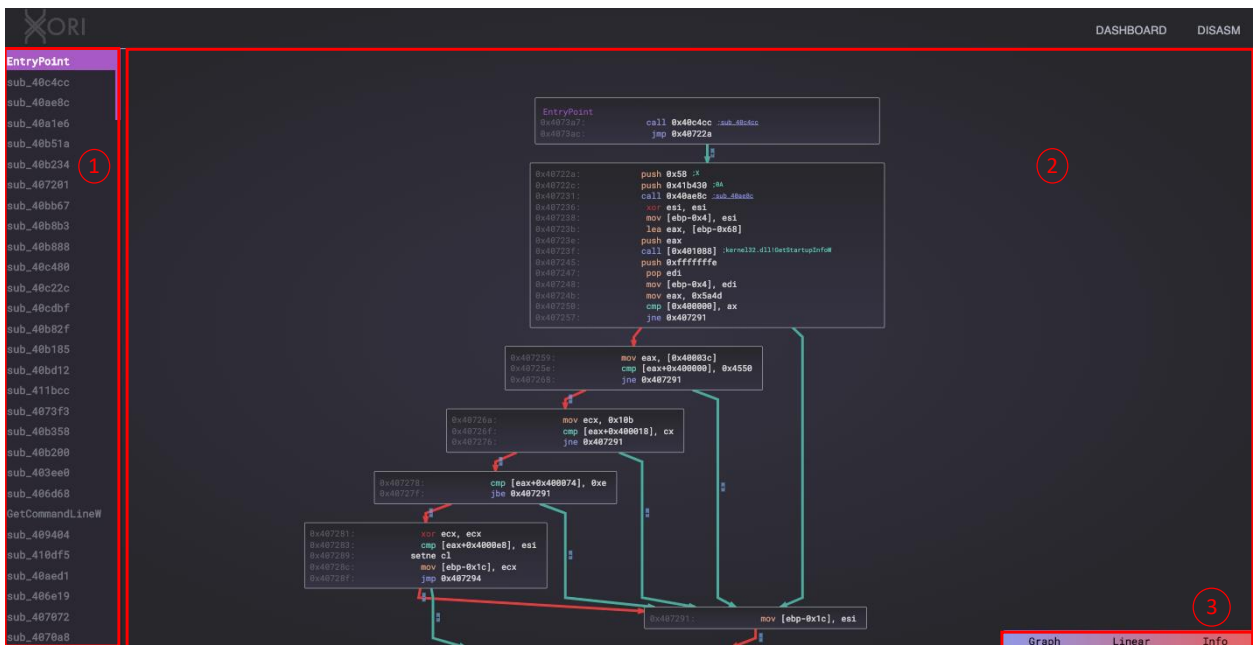 XORI
DASHBOARD DISASM
EntryPoint
sub_40c4cc
sub_40ae8c
sub_40a1e6
sub_40b51a
sub_40b234
sub_407201
sub_40bb67
sub_40b8b3
sub_40b888
sub_40c480
sub_40c22c
sub_40cdbf
sub_40b82f
sub_40b185
sub_40bd12
sub_411bcc
sub_4073f3
sub_40b358
sub_40b200
sub_403ee0
sub_406d68
GetCommandLineW
sub_409404
sub_410df5
sub_40aed1
sub_406e19
sub_407072
sub_4070a8
1
2
EntryPoint
0x4073a7: call 0x40c4cc ;sub_40c4cc
0x4073ac: jmp 0x40722a
0x40722a: push 0x58 ;X
0x40722c: push 0x41b430 ;0A
0x407231: call 0x40ae8c ;sub_40ae8c
0x407236: xor esi, esi
0x407238: mov [ebp-0x4], esi
0x40723b: lea eax, [ebp-0x68]
0x40723e: push eax
0x40723f: call [0x401088] ;kernel32.dll!GetStartupInfoW
0x407245: push 0xfffffffe
0x407247: pop edi
0x407248: mov [ebp-0x4], edi
0x40724b: mov eax, 0x5a4d
0x407250: cmp [0x400000], ax
0x407257: jne 0x407291
0x407259: mov eax, [0x40003c]
0x40725e: cmp [eax+0x400000], 0x4550
0x407268: jne 0x407291
0x40726a: mov ecx, 0x10b
0x40726f: cmp [eax+0x400018], cx
0x407276: jne 0x407291
0x407278: cmp [eax+0x400074], 0xe
0x40727f: jbe 0x407291
0x407281: xor ecx, ecx
0x407283: cmp [eax+0x4000e8], esi
0x407289: setne cl
0x40728c: mov [ebp-0x1c], ecx
0x40728f: jmp 0x407294
0x407291: mov [ebp-0x1c], esi
3
Graph Linear Info